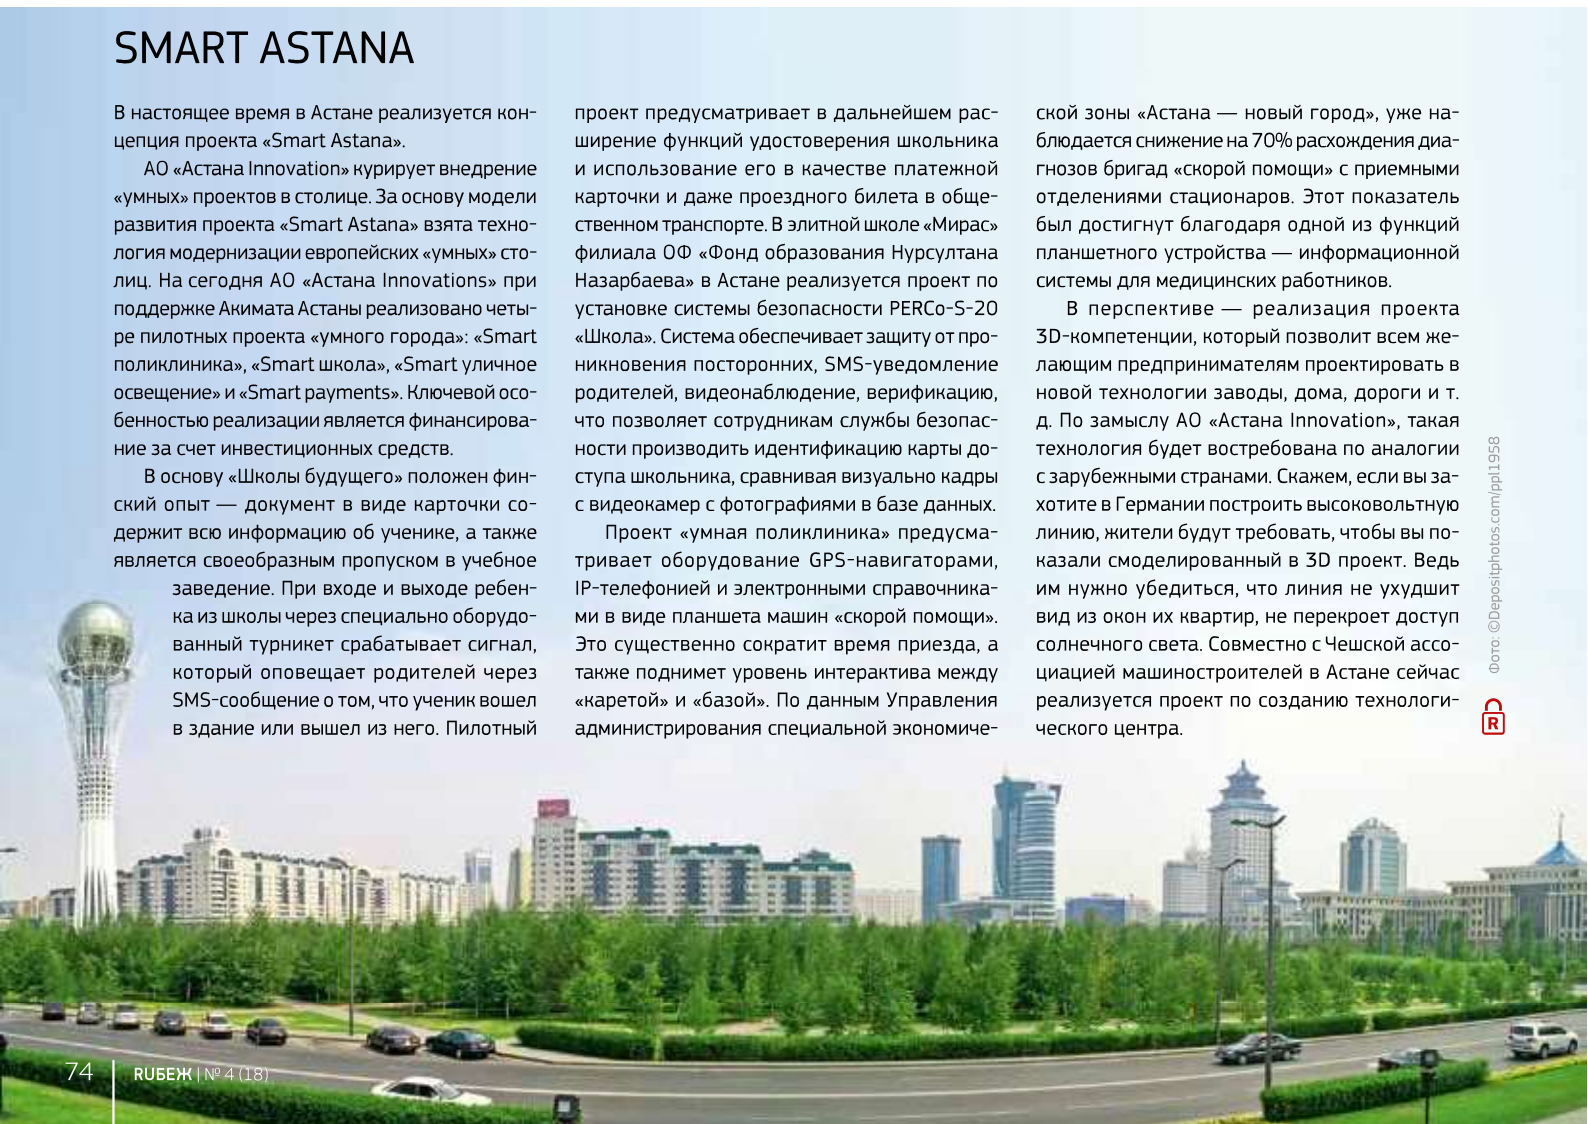 SMART ASTANA
В настоящее время в Астане реализуется кон-
цепция проекта «Smart Astana».
АО «Астана Innovation» курирует внедрение
«умных» проектов в столице. За основу модели
развития проекта «Smart Astana» взята техно-
логия модернизации европейских «умных» сто-
лиц. На сегодня АО «Астана Innovations» при
поддержке Акимата Астаны реализовано четы-
ре пилотных проекта «умного города»: «Smart
поликлиника», «Smart школа», «Smart уличное
освещение» и «Smart payments». Ключевой осо-
бенностью реализации является финансирова-
ние за счет инвестиционных средств.
В основу «Школы будущего» положен фин-
ский опыт — документ в виде карточки со-
держит всю информацию об ученике, а также
является своеобразным пропуском в учебное
заведение. При входе и выходе ребен-
ка из школы через специально оборудо-
ванный турникет срабатывает сигнал,
который оповещает родителей через
SMS-сообщение о том, что ученик вошел
в здание или вышел из него. Пилотный
проект предусматривает в дальнейшем рас-
ширение функций удостоверения школьника
и использование его в качестве платежной
карточки и даже проездного билета в обще-
ственном транспорте. В элитной школе «Мирас»
филиала ОФ «Фонд образования Нурсултана
Назарбаева» в Астане реализуется проект по
установке системы безопасности PERCo-S-20
«Школа». Система обеспечивает защиту от про-
никновения посторонних, SMS-уведомление
родителей, видеонаблюдение, верификацию,
что позволяет сотрудникам службы безопас-
ности производить идентификацию карты до-
ступа школьника, сравнивая визуально кадры
с видеокамер с фотографиями в базе данных.
Проект «умная поликлиника» предусма-
тривает оборудование GPS-навигаторами,
IP-телефонией и электронными справочника-
ми в виде планшета машин «скорой помощи».
Это существенно сократит время приезда, а
также поднимет уровень интерактива между
«каретой» и «базой». По данным Управления
администрирования специальной экономиче-
ской зоны «Астана — новый город», уже на-
блюдается снижение на 70% расхождения диа-
гнозов бригад «скорой помощи» с приемными
отделениями стационаров. Этот показатель
был достигнут благодаря одной из функций
планшетного устройства — информационной
системы для медицинских работников.
В перспективе — реализация проекта
3D-компетенции, который позволит всем же-
лающим предпринимателям проектировать в
новой технологии заводы, дома, дороги и т.
д. По замыслу АО «Астана Innovation», такая
технология будет востребована по аналогии
с зарубежными странами. Скажем, если вы за-
хотите в Германии построить высоковольтную
линию, жители будут требовать, чтобы вы по-
казали смоделированный в 3D проект. Ведь
им нужно убедиться, что линия не ухудшит
вид из окон их квартир, не перекроет доступ
солнечного света. Совместно с Чешской ассо-
циацией машиностроителей в Астане сейчас
реализуется проект по созданию технологи-
ческого центра.
Фото: ©Depositphotos.com/ppl1958
R
74
RUБЕЖ | № 4 (18)